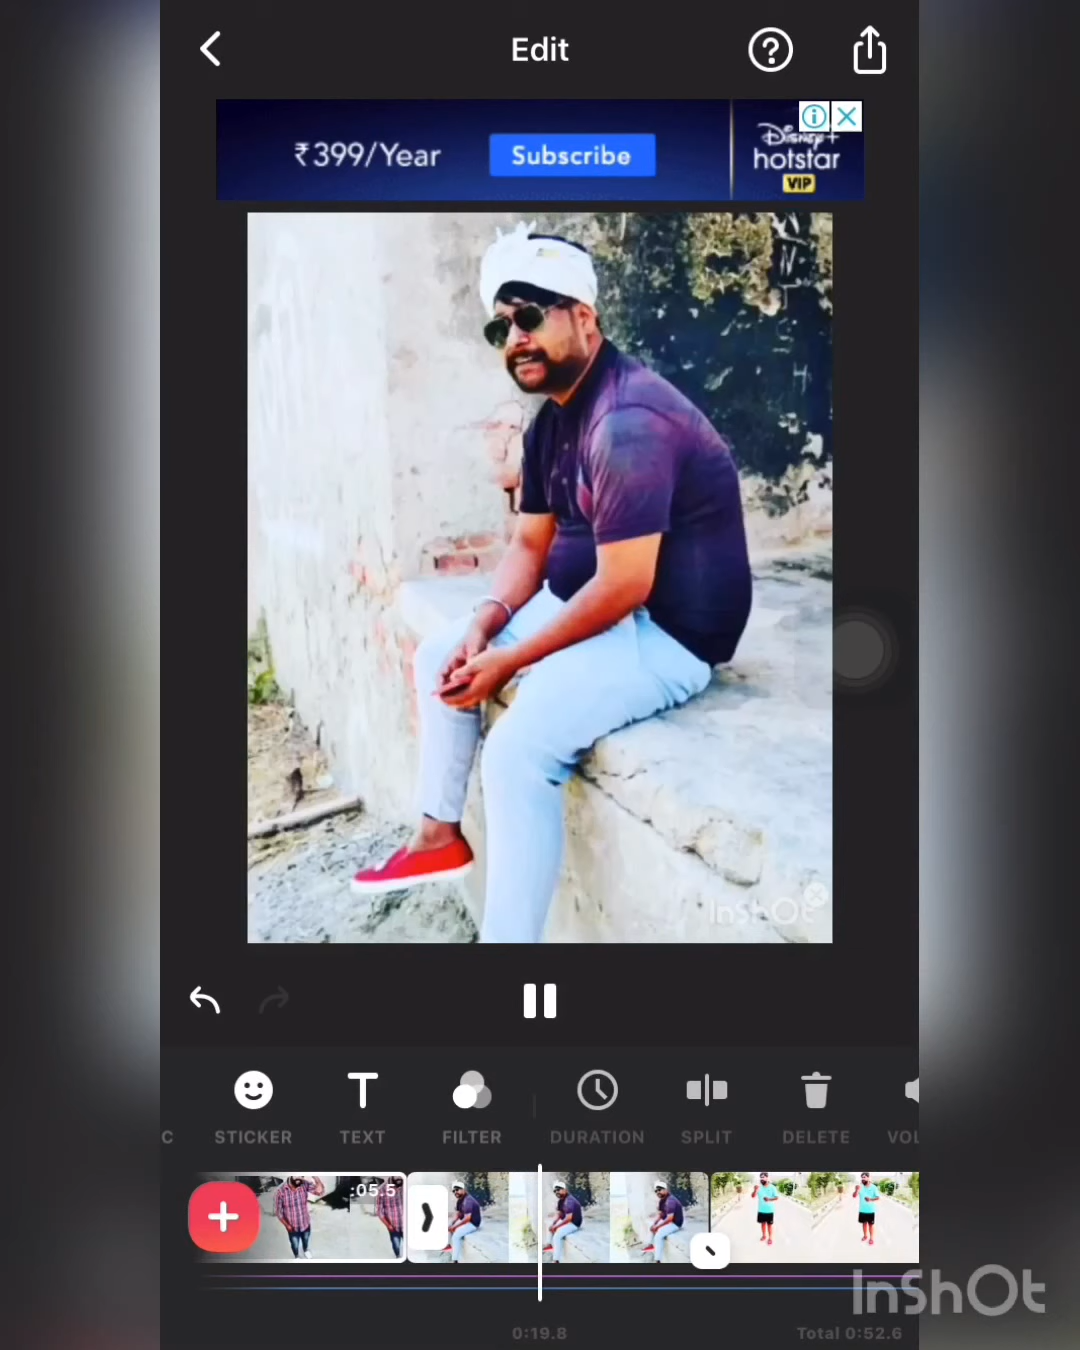 Edit
₹399/Year
Subscribe
Disney+
hotstar
VIP
InShOt
C
STICKER
TEXT
FILTER
DURATION
SPLIT
DELETE
VOL
:05.5
InShOt
0:19.8
Total 0:52.6